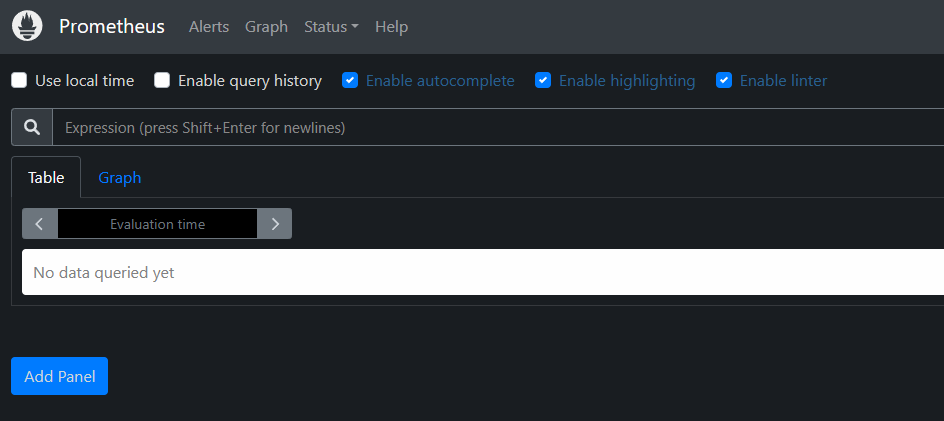 Prometheus Alerts Graph Status Help
Use local time Enable query history Enable autocomplete Enable highlighting Enable linter
Expression (press Shift+Enter for newlines)
Table Graph
Evaluation time
No data queried yet
Add Panel